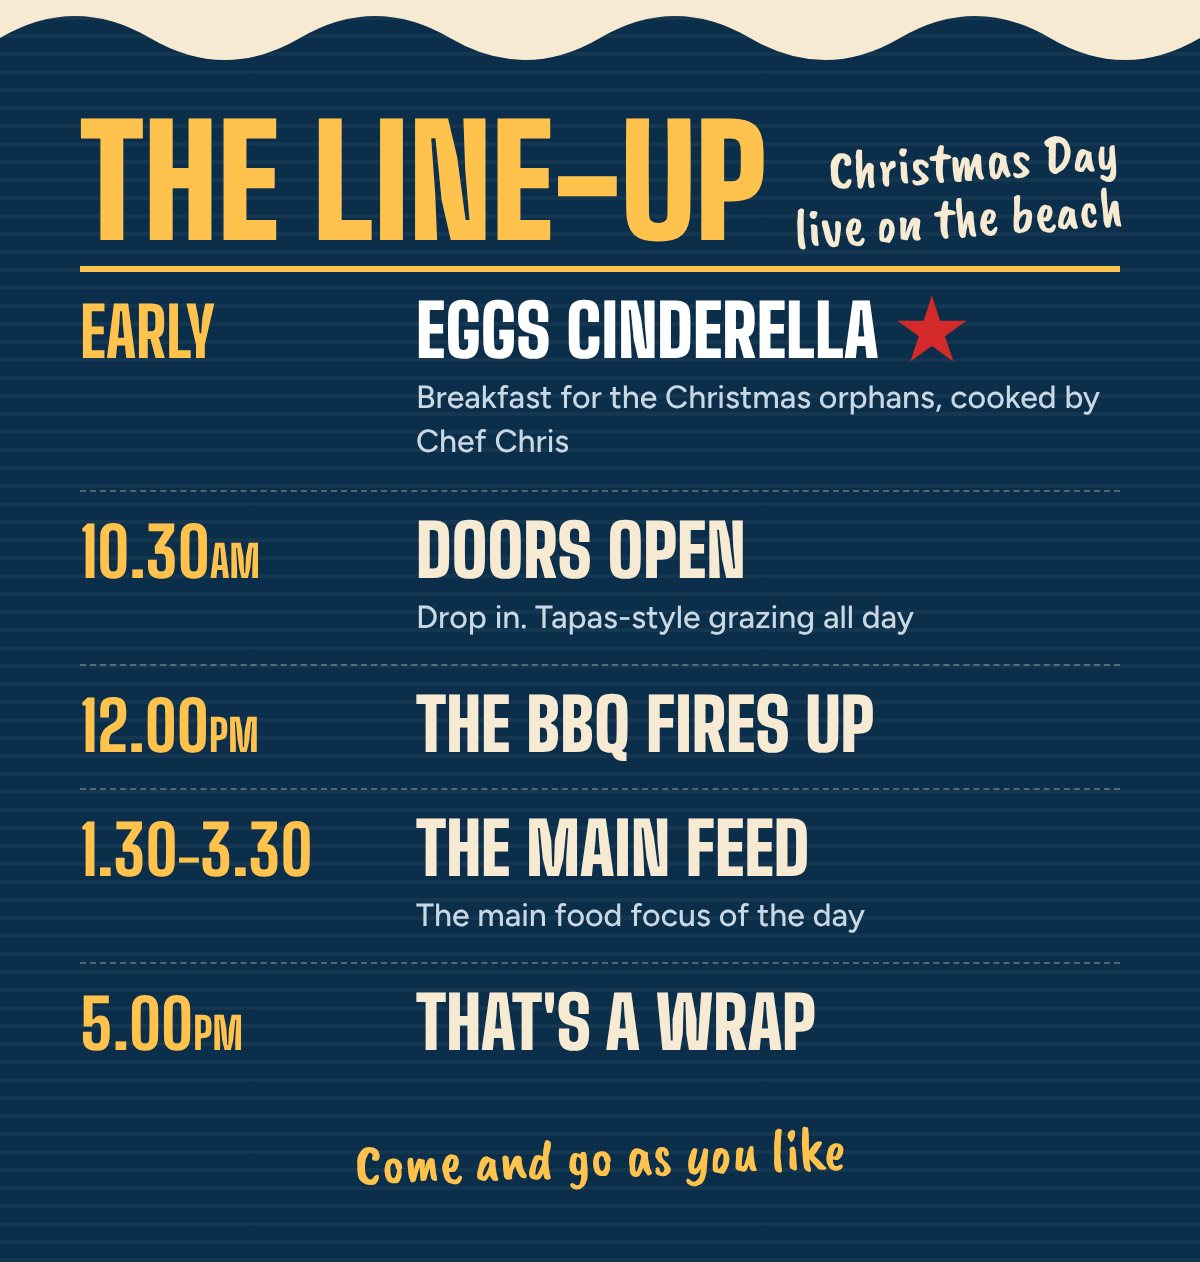 THE LINE-UP
Christmas Day
live on the beach
EARLY
EGGS CINDERELLA
Breakfast for the Christmas orphans, cooked by
Chef Chris
10.30AM
DOORS OPEN
Drop in. Tapas-style grazing all day
12.00PM
THE BBQ FIRES UP
1.30–3.30
THE MAIN FEED
The main food focus of the day
5.00PM
THAT'S A WRAP
Come and go as you like